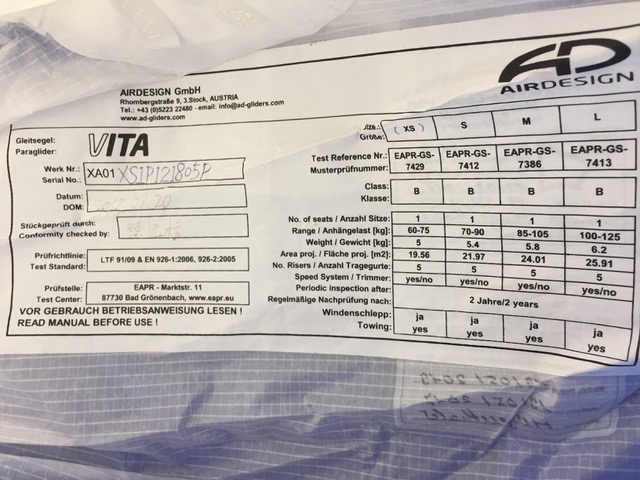 AIRDESIGN GmbH
Rhombergstraße 9, 3.Stock, AUSTRIA
Tel.: +43 (0)5223 22480 - email: info@ad-gliders.com
www.ad-gliders.com
AD
AIRDESIGN
Gleitsegel:
Paraglider:
VITA
Werk Nr.:
Serial No.:
XA01 XS1P121805P
Datum:
DOM:
Stückgeprüft durch:
Conformity checked by:
Prüfrichtlinie:
Test Standard:
LTF 91/09 & EN 926-1:2006, 926-2:2005
Prüfstelle:
Test Center:
EAPR - Marktstr. 11
87730 Bad Grönenbach, www.eapr.eu
VOR GEBRAUCH BETRIEBSANWEISUNG LESEN !
READ MANUAL BEFORE USE !
Größe: (XS) S M L
Test Reference Nr.: EAPR-GS- EAPR-GS- EAPR-GS- EAPR-GS-
Musterprüfnummer: 7429 7412 7386 7413
Class:
Klasse:
B B B B
No. of seats / Anzahl Sitze: 1 1 1 1
Range / Anhängelast [kg]: 60-75 70-90 85-105 100-125
Weight / Gewicht [kg]: 5 5.4 5.8 6.2
Area proj. / Fläche proj. [m2]: 19.56 21.97 24.01 25.91
No. Risers / Anzahl Tragegurte: 5 5 5 5
Speed System / Trimmer: yes/no yes/no yes/no yes/no
Periodic inspection after:
Regelmäßige Nachprüfung nach: 2 Jahre/2 years
Windenschlepp: ja ja ja ja
Towing: yes yes yes yes